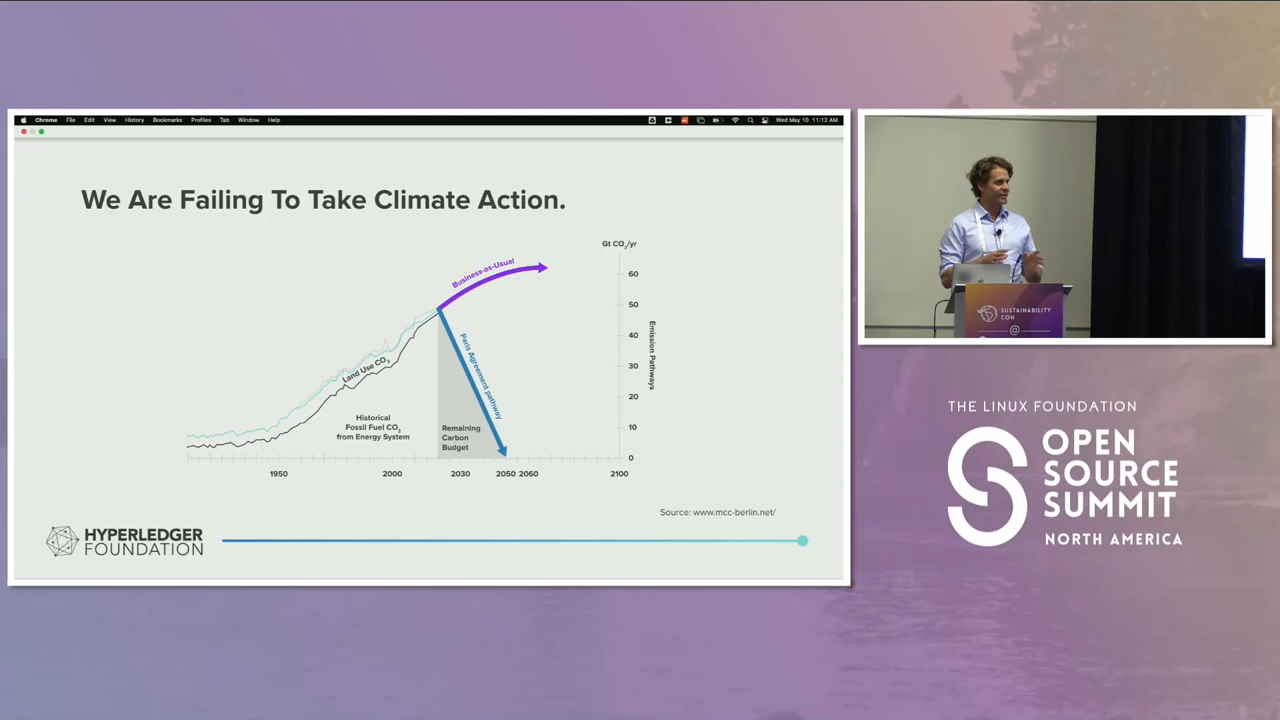 Chrome File Edit View History Bookmarks Profiles Tab Window Help
Wed May 10 11:12 AM
We Are Failing To Take Climate Action.
Gt CO2/yr
60
50
40
30
20
10
0
Emission Pathways
Business-as-Usual
Paris Agreement pathway
Land Use CO2
Historical
Fossil Fuel CO2
from Energy System
Remaining
Carbon
Budget
1950 2000 2030 2050 2060 2100
Source: www.mcc-berlin.net/
HYPERLEDGER
FOUNDATION
SUSTAINABILITY
CON
@
THE LINUX FOUNDATION
OPEN
SOURCE
SUMMIT
NORTH AMERICA